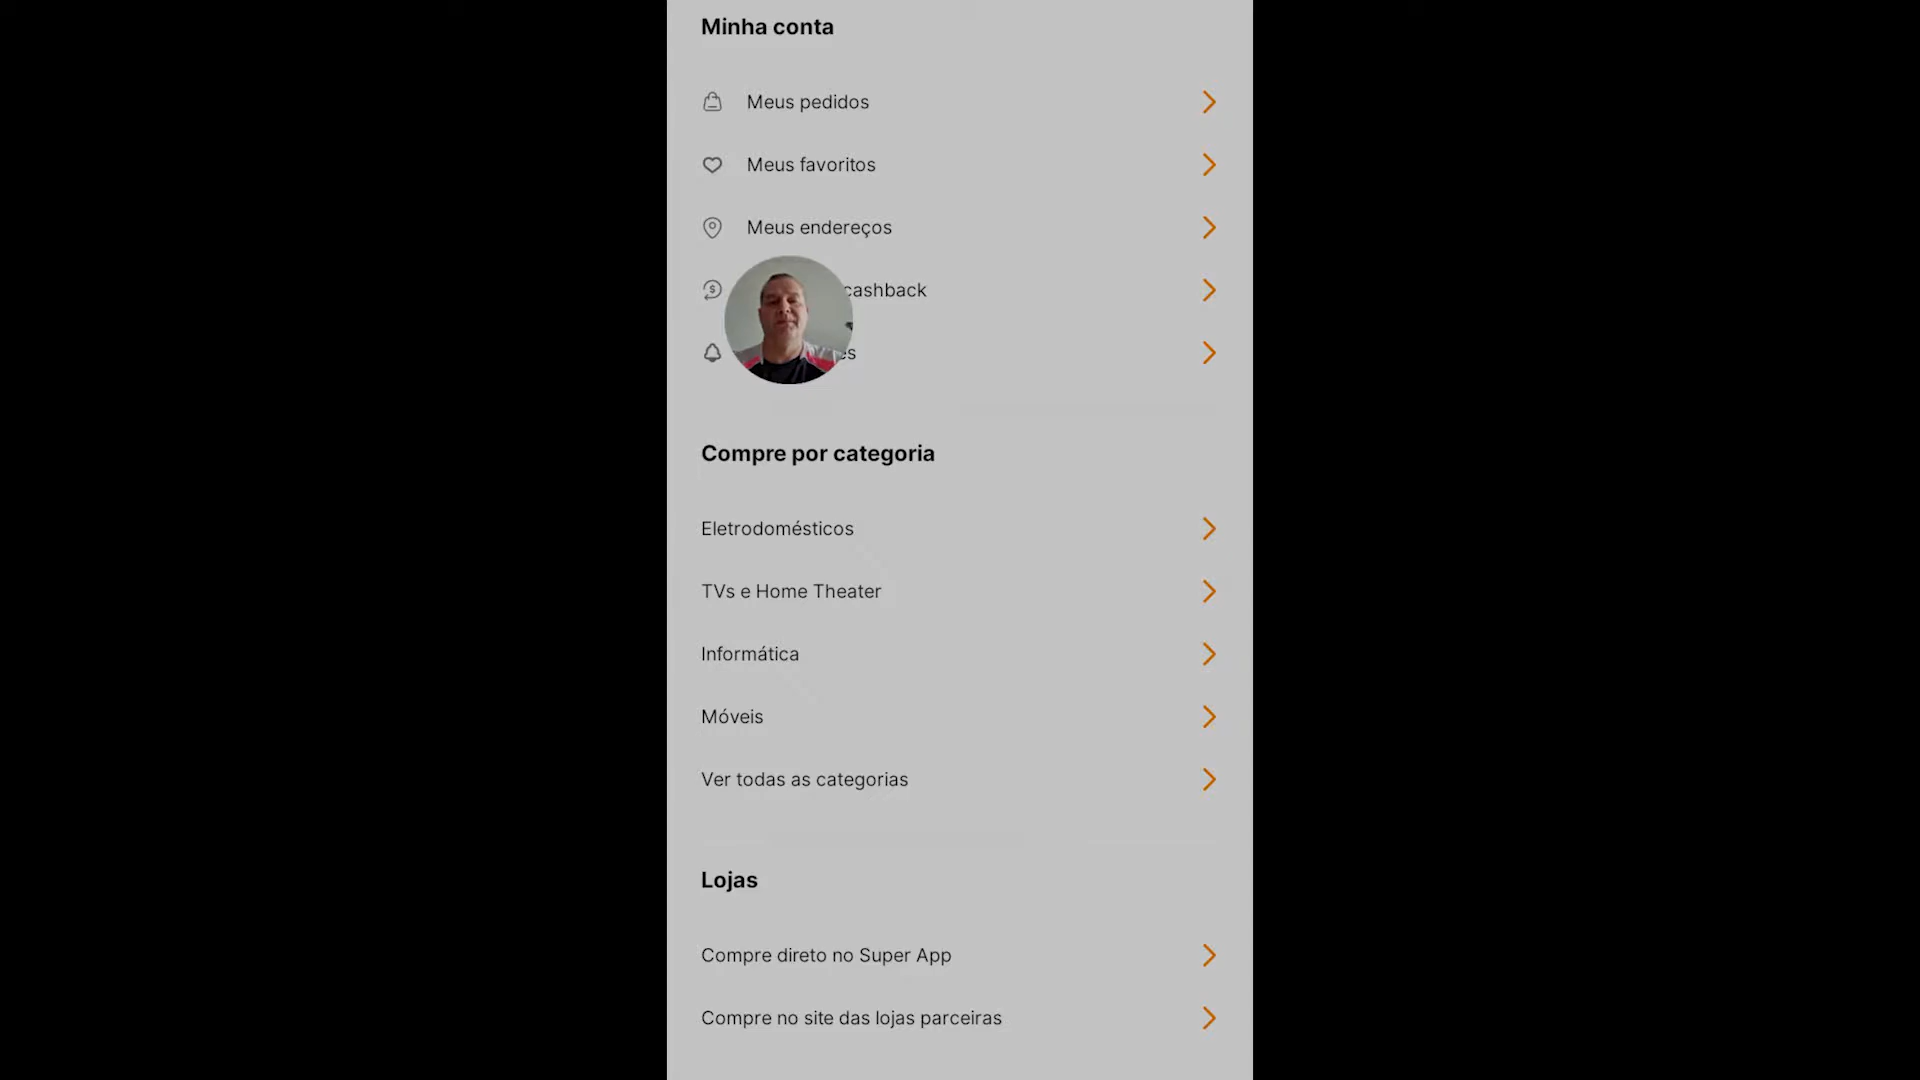 Minha conta
Meus pedidos
Meus favoritos
Meus endereços
cashback
Compre por categoria
Eletrodomésticos
TVs e Home Theater
Informática
Móveis
Ver todas as categorias
Lojas
Compre direto no Super App
Compre no site das lojas parceiras